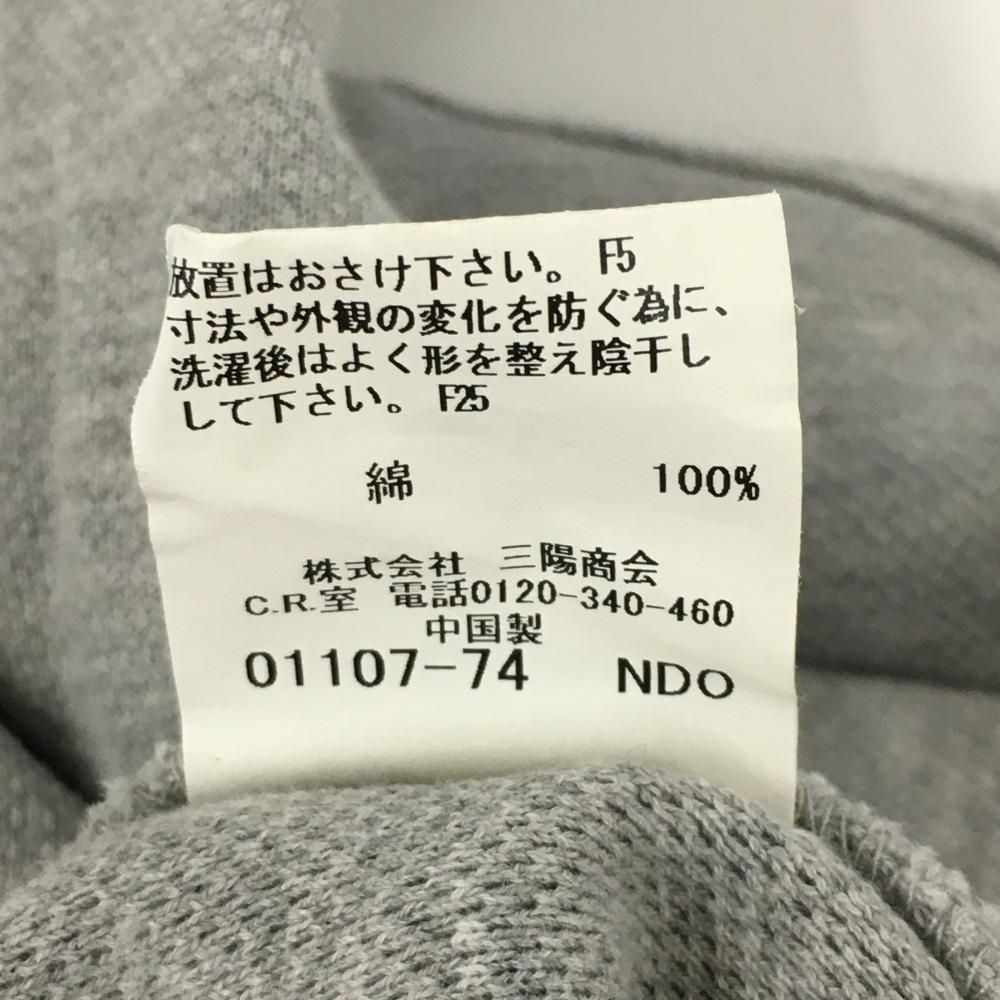 放置はおさけ下さい。 F5
寸法や外観の変化を防ぐ為に、
洗濯後はよく形を整え陰干し
して下さい。 F25
綿 100%
株式会社 三陽商会
C.R.室 電話0120-340-460
中国製
01107-74 NDO